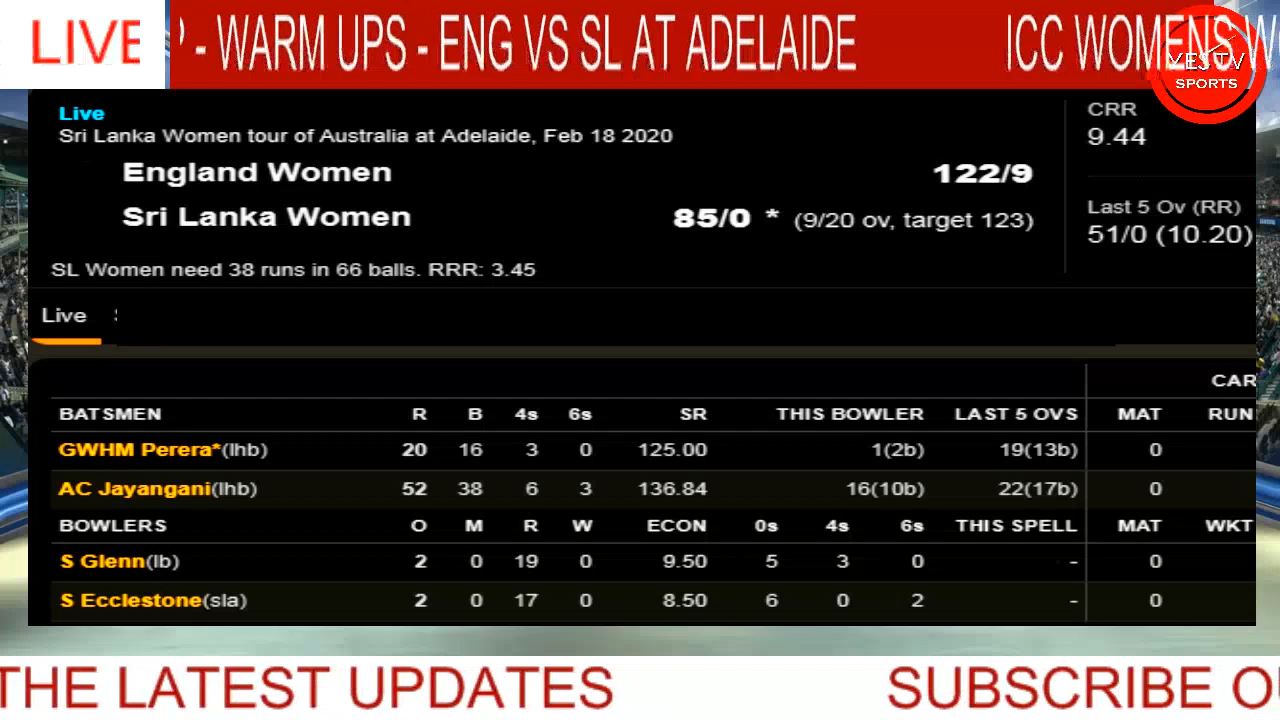 LIVE
- WARM UPS - ENG VS SL AT ADELAIDE ICC WOMENS W
YES TV
SPORTS
Live
Sri Lanka Women tour of Australia at Adelaide, Feb 18 2020
England Women 122/9
Sri Lanka Women 85/0 * (9/20 ov, target 123)
SL Women need 38 runs in 66 balls. RRR: 3.45
CRR
9.44
Last 5 Ov (RR)
51/0 (10.20)
Live
CAR
BATSMEN R B 4s 6s SR THIS BOWLER LAST 5 OVS MAT RUN
GWHM Perera*(lhb) 20 16 3 0 125.00 1(2b) 19(13b) 0
AC Jayangani(lhb) 52 38 6 3 136.84 16(10b) 22(17b) 0
BOWLERS O M R W ECON 0s 4s 6s THIS SPELL MAT WKT
S Glenn(lb) 2 0 19 0 9.50 5 3 0 - 0
S Ecclestone(sla) 2 0 17 0 8.50 6 0 2 - 0
THE LATEST UPDATES SUBSCRIBE OU